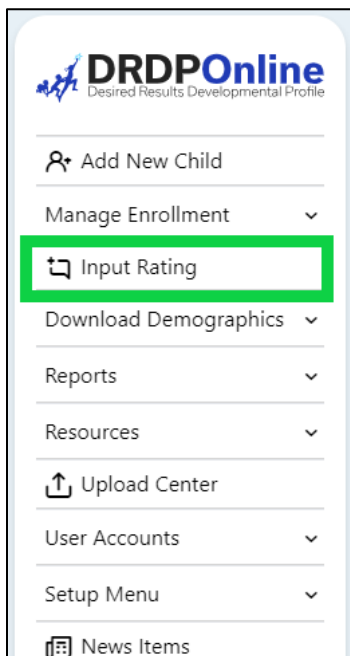 DRDPOnline
Desired Results Developmental Profile
Add New Child
Manage Enrollment
Input Rating
Download Demographics
Reports
Resources
Upload Center
User Accounts
Setup Menu
News Items